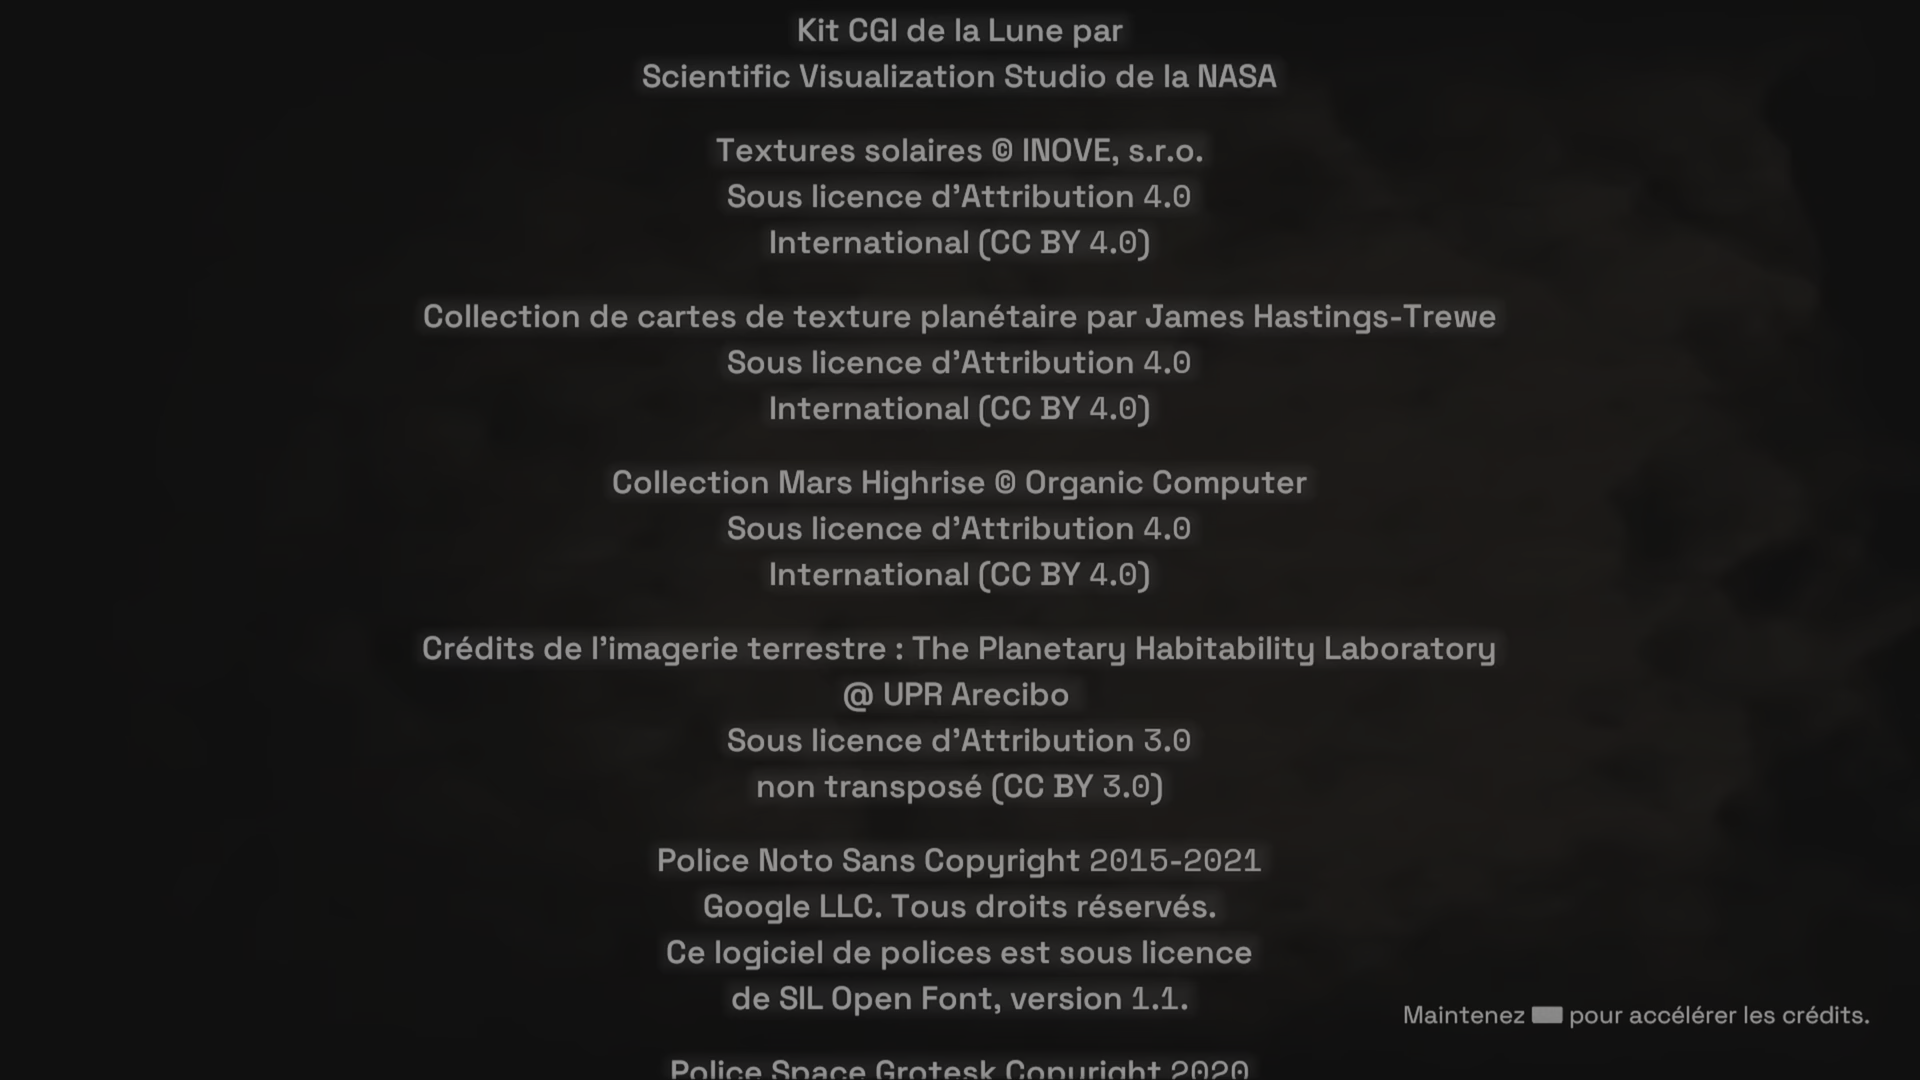 Kit CGI de la Lune par
Scientific Visualization Studio de la NASA
Textures solaires © INOVE, s.r.o.
Sous licence d’Attribution 4.0
International (CC BY 4.0)
Collection de cartes de texture planétaire par James Hastings-Trewe
Sous licence d’Attribution 4.0
International (CC BY 4.0)
Collection Mars Highrise © Organic Computer
Sous licence d’Attribution 4.0
International (CC BY 4.0)
Crédits de l’imagerie terrestre : The Planetary Habitability Laboratory
@ UPR Arecibo
Sous licence d’Attribution 3.0
non transposé (CC BY 3.0)
Police Noto Sans Copyright 2015-2021
Google LLC. Tous droits réservés.
Ce logiciel de polices est sous licence
de SIL Open Font, version 1.1.
Maintenez pour accélérer les crédits.
Police Space Grotesk Copyright 2020